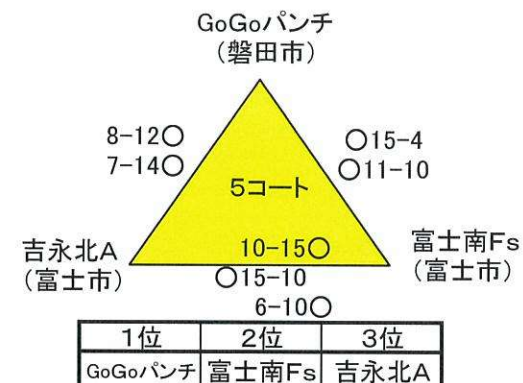 GoGoパンチ
(磐田市)
8-12○
7-14○
○15-4
○11-10
5コート
吉永北A
(富士市)
10-15○
○15-10
6-10○
富士南Fs
(富士市)
1位 2位 3位
GoGoパンチ 富士南Fs 吉永北A